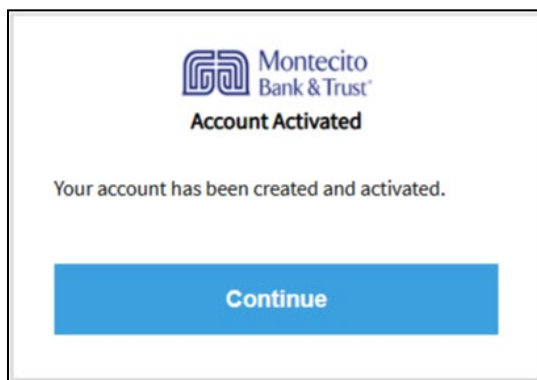 Montecito
Bank & Trust®
Account Activated
Your account has been created and activated.
Continue